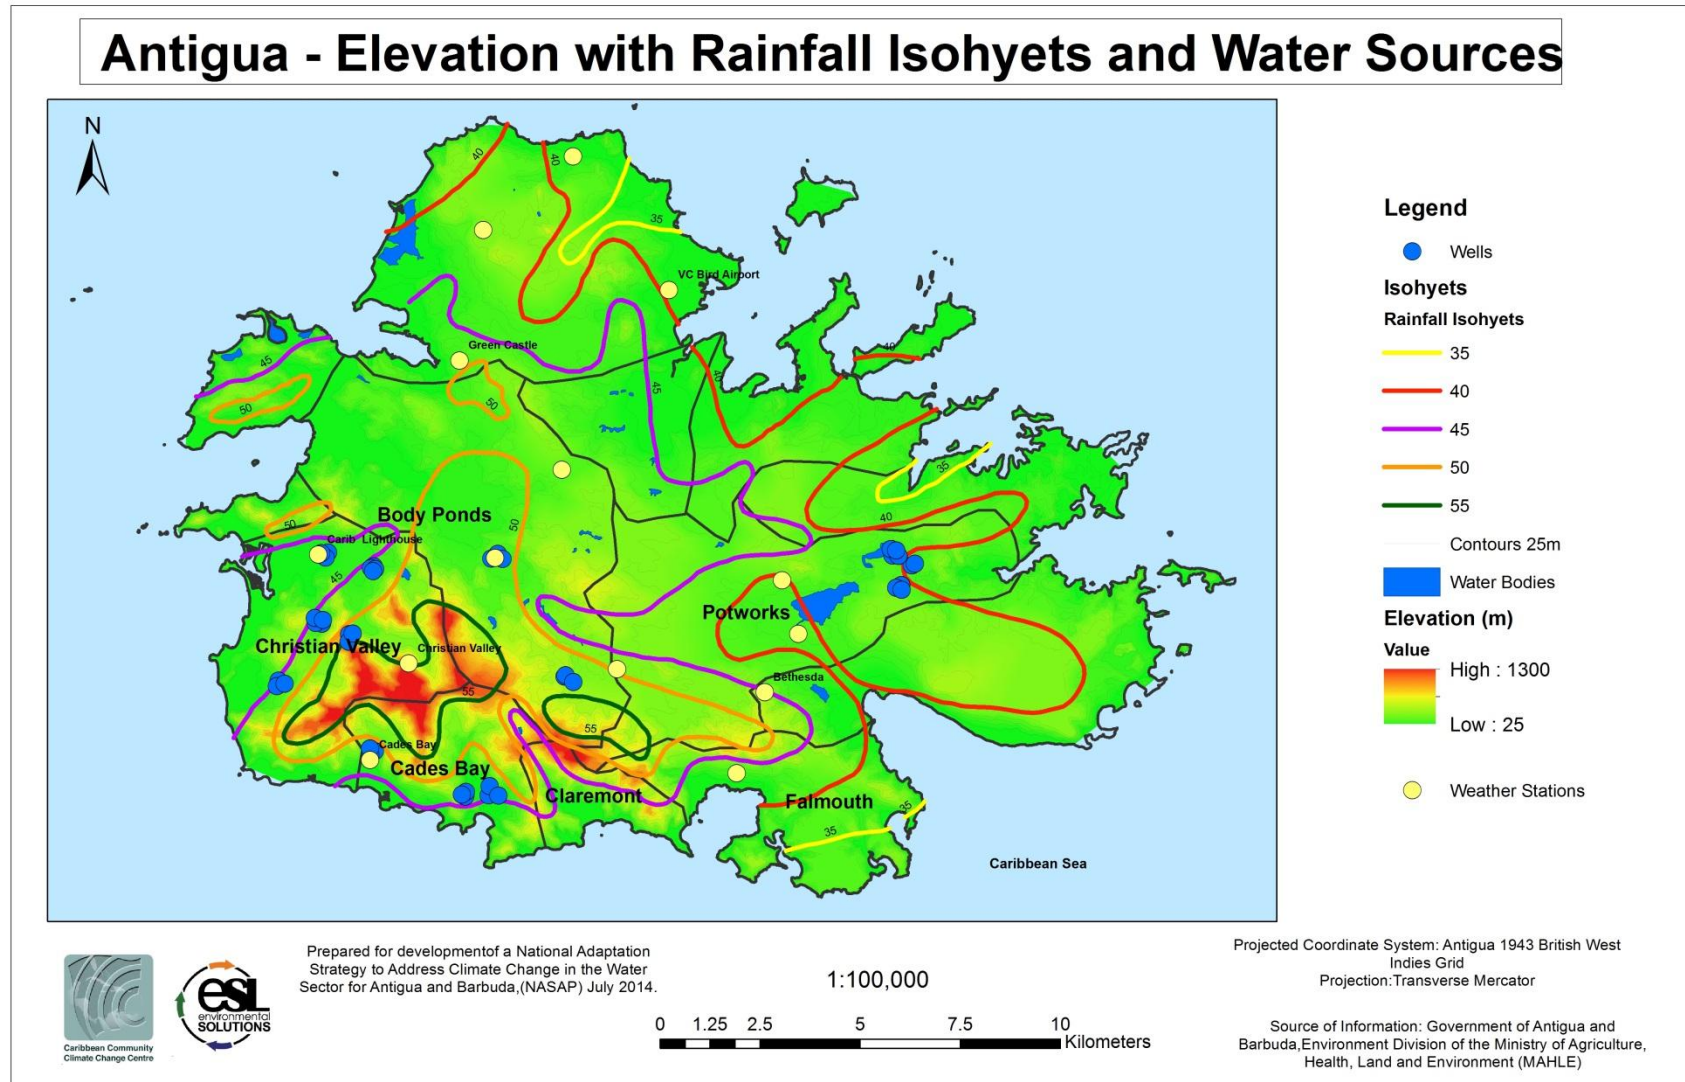 Antigua - Elevation with Rainfall Isohyets and Water Sources
N
40
40
35
VC Bird Airport
Green Castle
45
50
50
45
40
40
35
40
Body Ponds
50
50
Carib Lighthouse
45
Potworks
Christian Valley
Christian Valley
Bethesda
55
55
Cades Bay
Cades Bay
Claremont
Falmouth
35
35
Caribbean Sea
Legend
Wells
Isohyets
Rainfall Isohyets
35
40
45
50
55
Contours 25m
Water Bodies
Elevation (m)
Value
High : 1300
Low : 25
Weather Stations
Caribbean Community
Climate Change Centre
esl
environmental
SOLUTIONS
Prepared for developmentof a National Adaptation
Strategy to Address Climate Change in the Water
Sector for Antigua and Barbuda,(NASAP) July 2014.
1:100,000
0 1.25 2.5 5 7.5 10
Kilometers
Projected Coordinate System: Antigua 1943 British West
Indies Grid
Projection:Transverse Mercator
Source of Information: Government of Antigua and
Barbuda,Environment Division of the Ministry of Agriculture,
Health, Land and Environment (MAHLE)